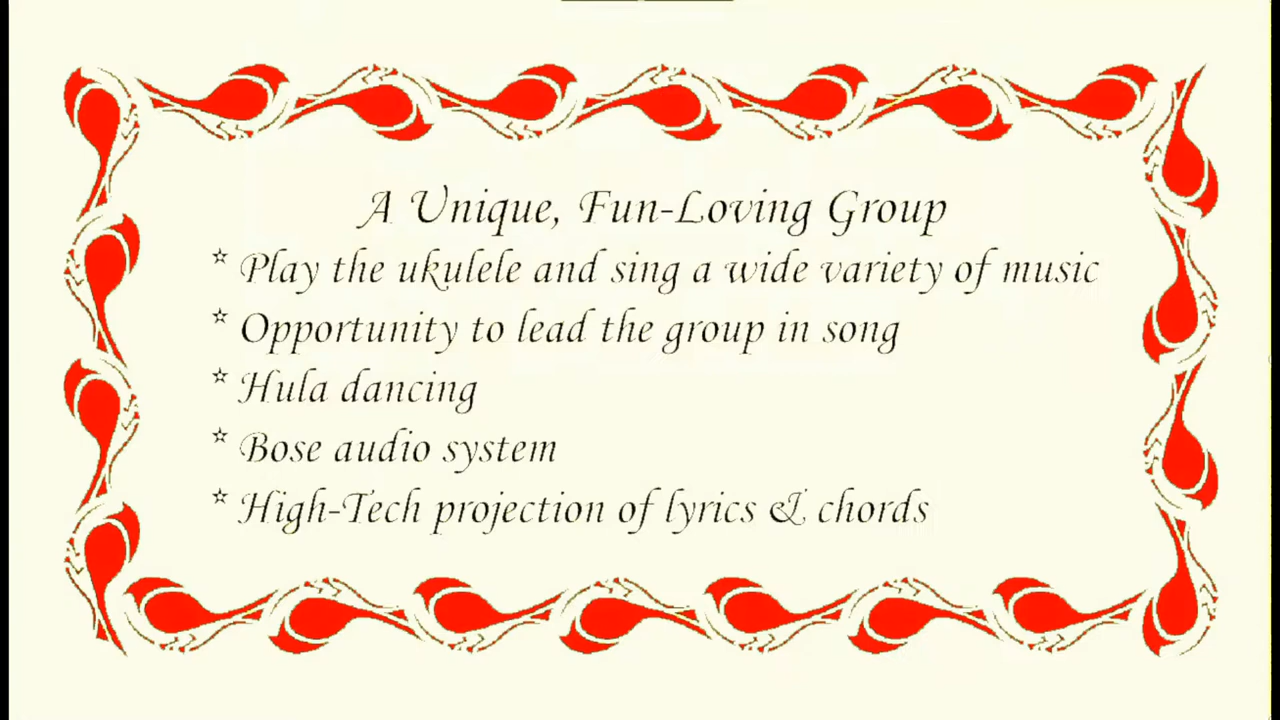 A Unique, Fun-Loving Group
* Play the ukulele and sing a wide variety of music
* Opportunity to lead the group in song
* Hula dancing
* Bose audio system
* High-Tech projection of lyrics & chords